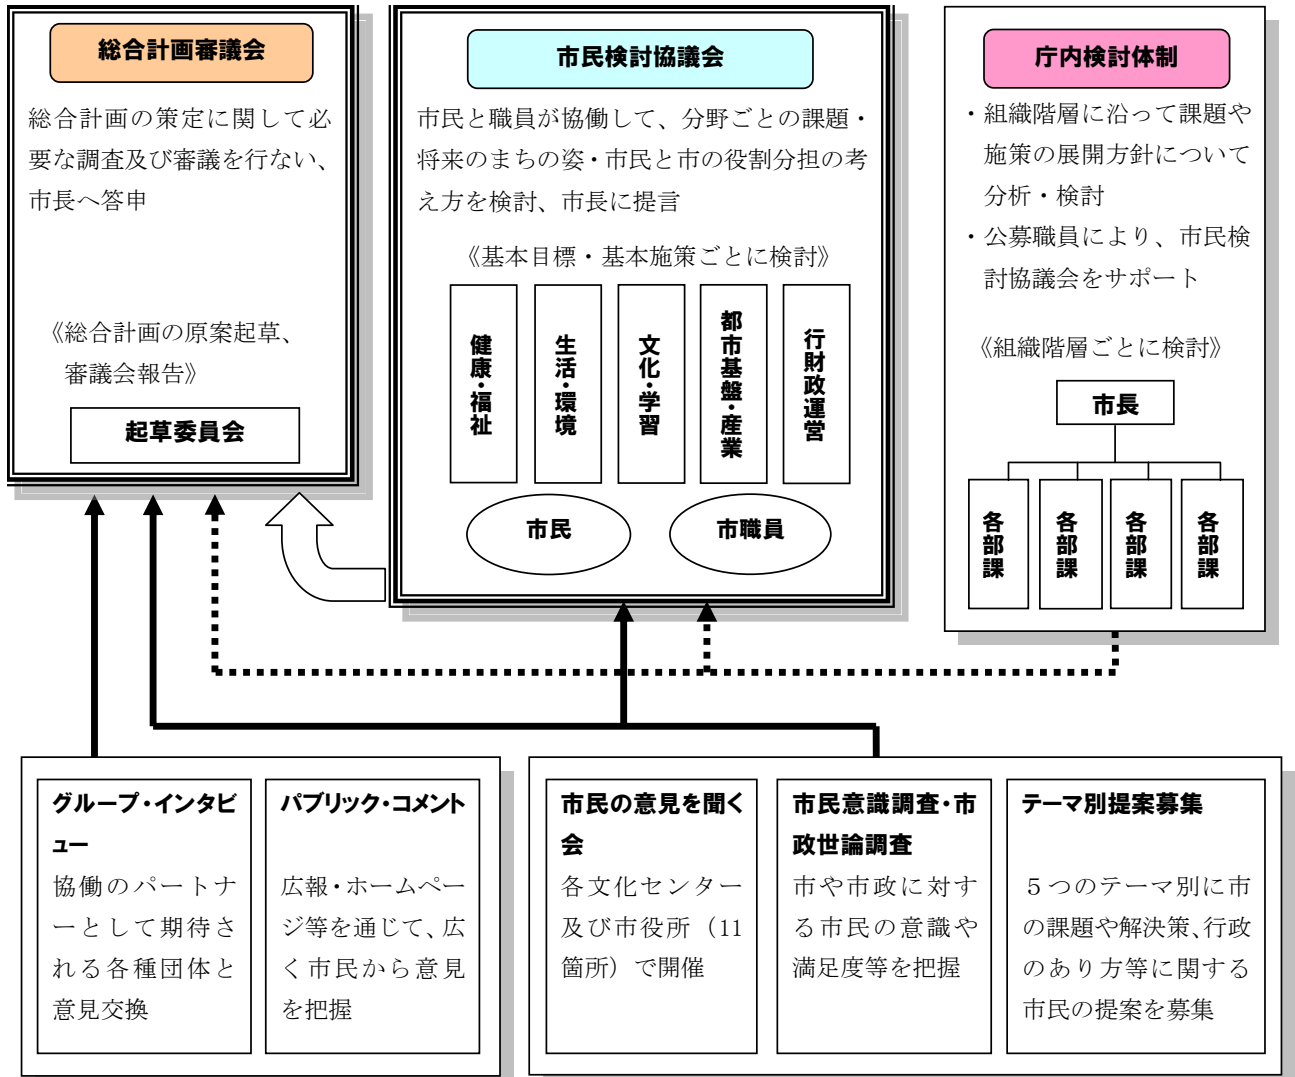 総合計画審議会
総合計画の策定に関して必
要な調査及び審議を行ない、
市長へ答申
《総合計画の原案起草、
審議会報告》
起草委員会
市民検討協議会
市民と職員が協働して、分野ごとの課題・
将来のまちの姿・市民と市の役割分担の考
え方を検討、市長に提言
《基本目標・基本施策ごとに検討》
健康・福祉
生活・環境
文化・学習
都市基盤・産業
行財政運営
市民
市職員
庁内検討体制
・組織階層に沿って課題や
施策の展開方針について
分析・検討
・公募職員により、市民検
討協議会をサポート
《組織階層ごとに検討》
市長
各部課
各部課
各部課
各部課
グループ・インタビ
ュー
協働のパートナ
ーとして期待さ
れる各種団体と
意見交換
パブリック・コメント
広報・ホームペー
ジ等を通じて、広
く市民から意見
を把握
市民の意見を聞く
会
各文化センター
及び市役所（11
箇所）で開催
市民意識調査・市
政世論調査
市や市政に対す
る市民の意識や
満足度等を把握
テーマ別提案募集
５つのテーマ別に市
の課題や解決策、行政
のあり方等に関する
市民の提案を募集